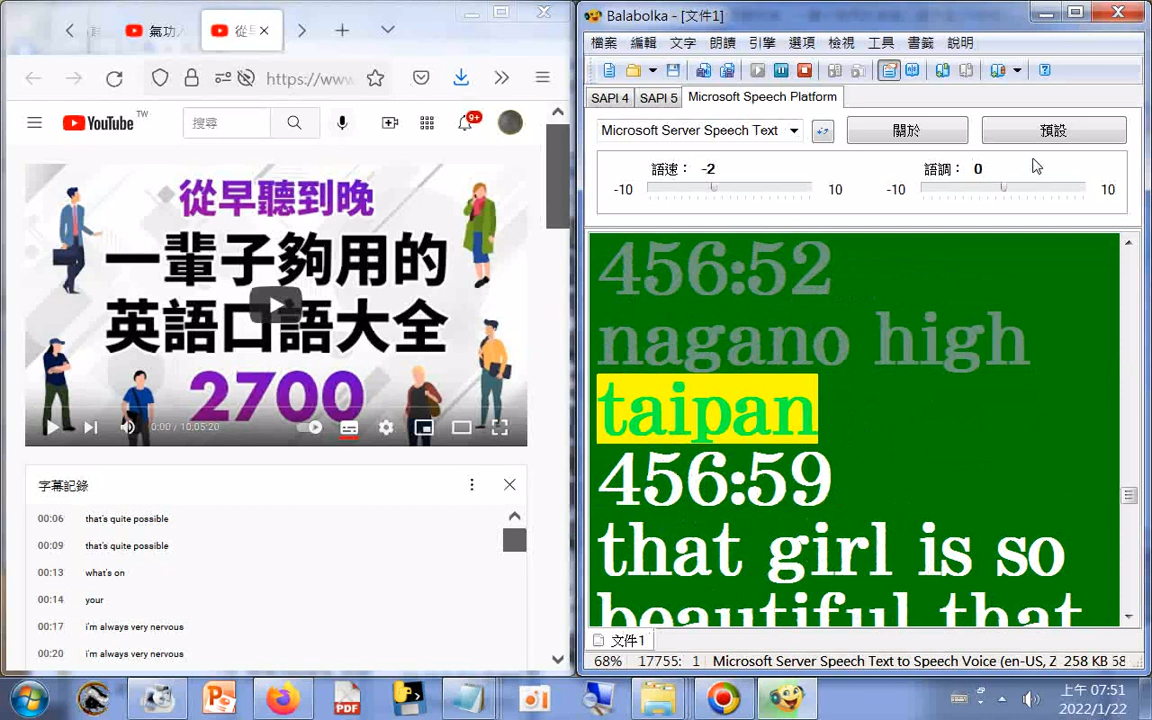 氣功
從
https://www
YouTube TW
搜尋
9+
從早聽到晚
一輩子夠用的
英語口語大全
2700
0:00 / 10:05:20
字幕記錄
00:06 that's quite possible
00:09 that's quite possible
00:13 what's on
00:14 your
00:17 i'm always very nervous
00:20 i'm always very nervous
Balabolka - [文件1]
檔案 編輯 文字 朗讀 引擎 選項 檢視 工具 書籤 說明
SAPI 4 SAPI 5 Microsoft Speech Platform
Microsoft Server Speech Text 關於 預設
語速： -2 語調： 0
-10 10 -10 10
456:52
nagano high
taipan
456:59
that girl is so
beautiful that
文件1
68% 17755: 1 Microsoft Server Speech Text to Speech Voice (en-US, Z 258 KB 58
上午 07:51
2022/1/22